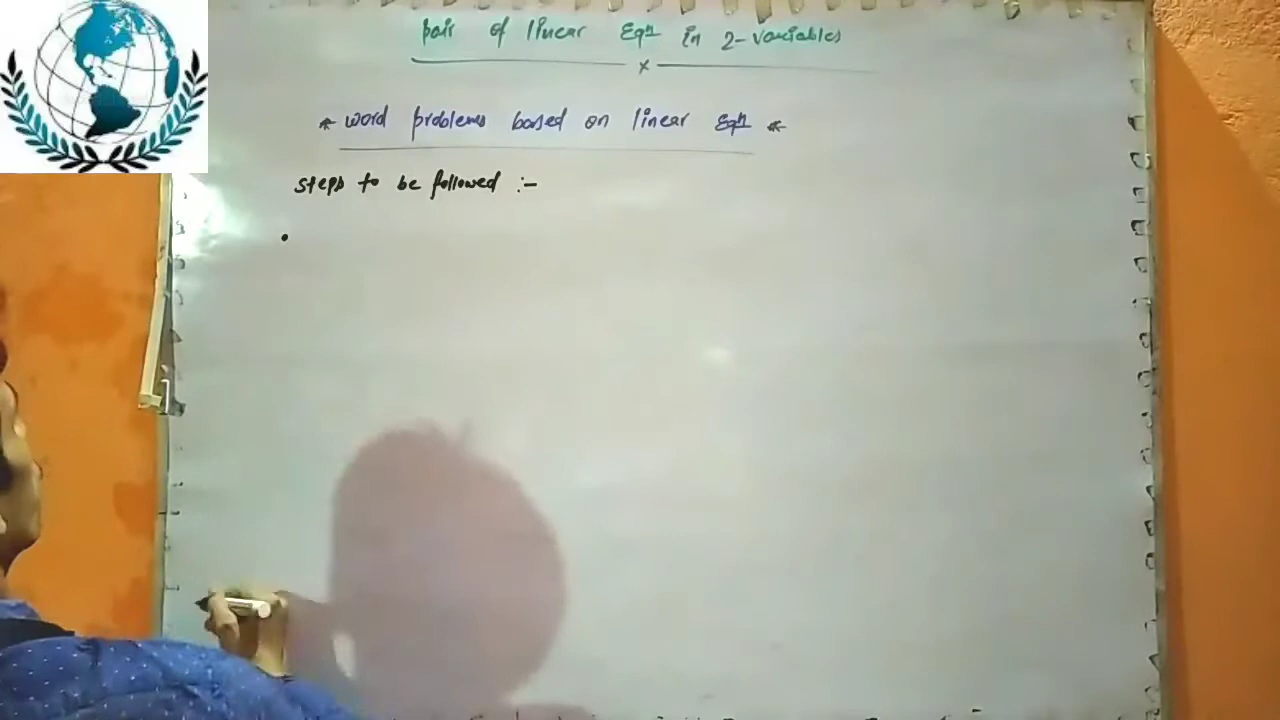 pair of linear Eqn in 2-variables
x
* word problems based on linear Eqn *
steps to be followed :-
•